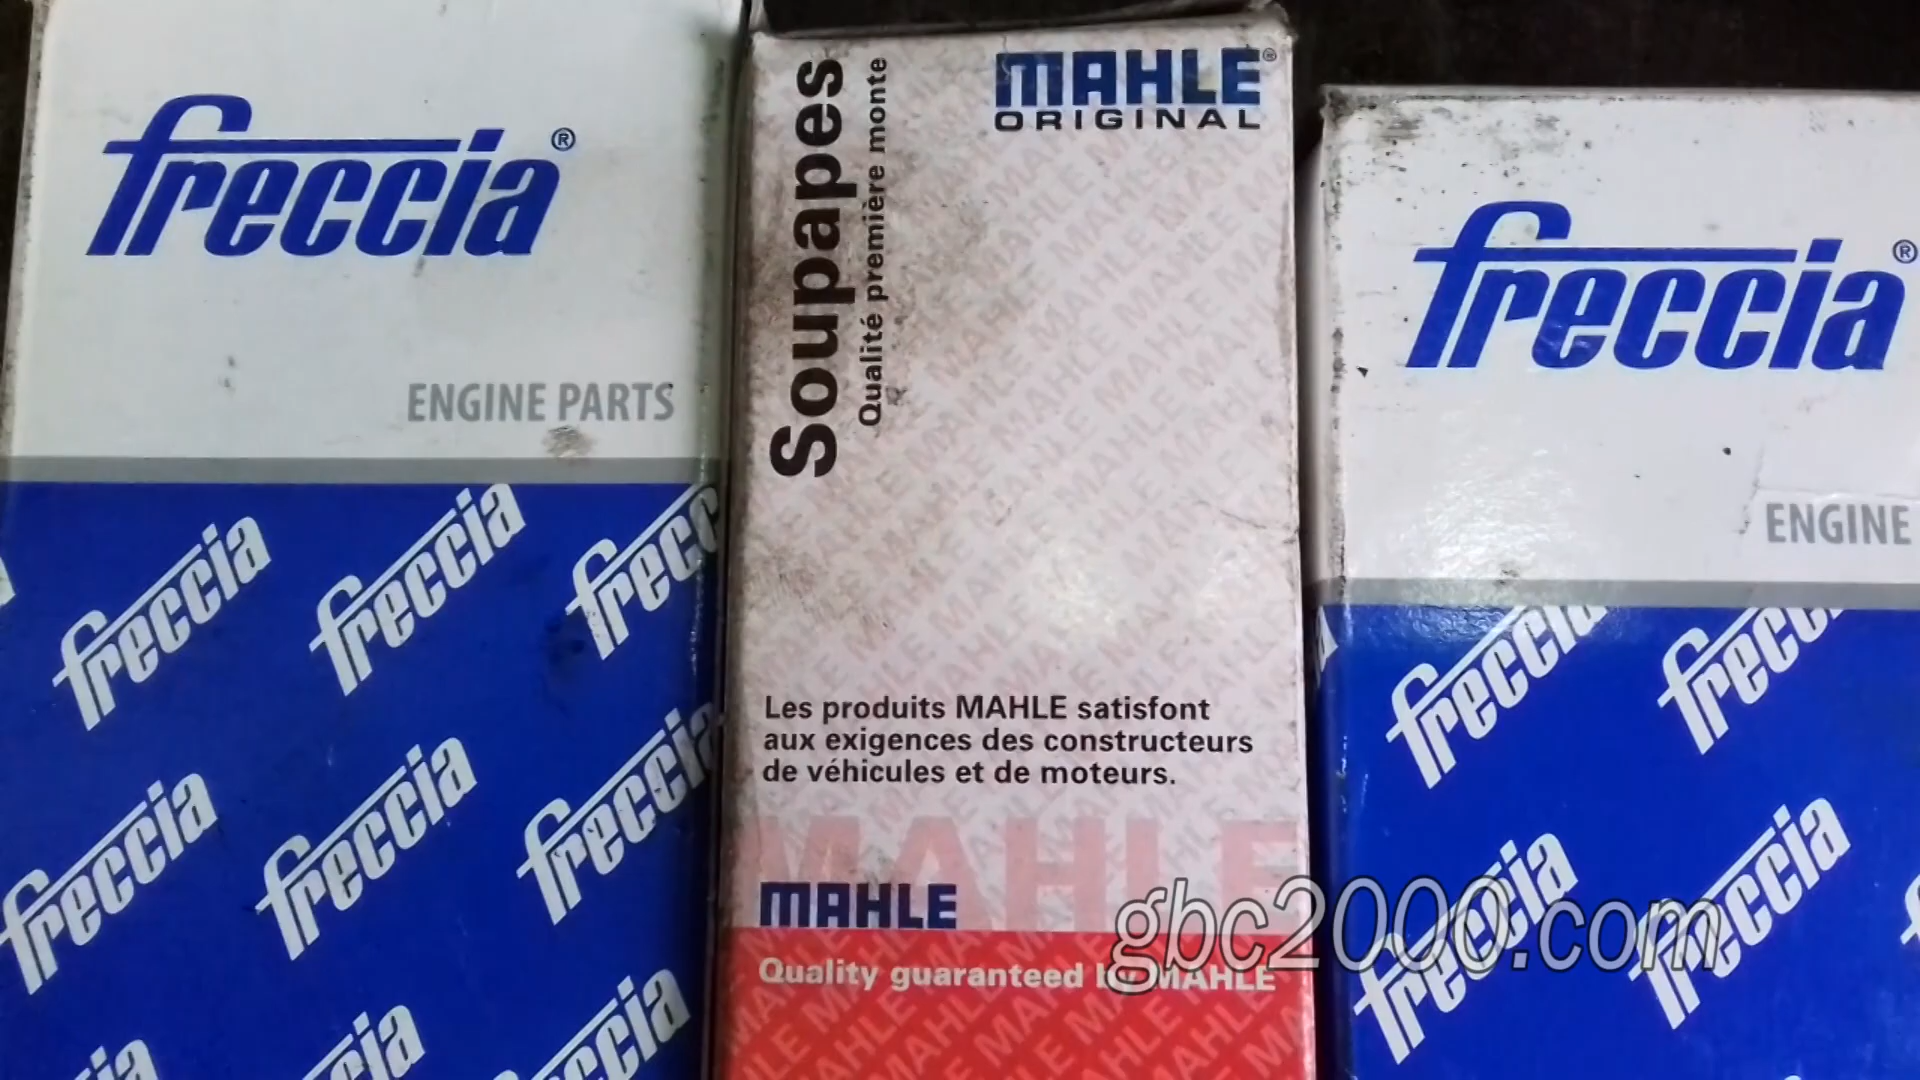 freccia®
ENGINE PARTS
freccia freccia frecc
freccia freccia freccia
freccia
Soupapes
Qualité première monte
MAHLE®
ORIGINAL
Les produits MAHLE satisfont
aux exigences des constructeurs
de véhicules et de moteurs.
MAHLE
MAHLE
Quality guaranteed by MAHLE
freccia®
ENGINE
freccia
freccia freccia
gbc2000.com